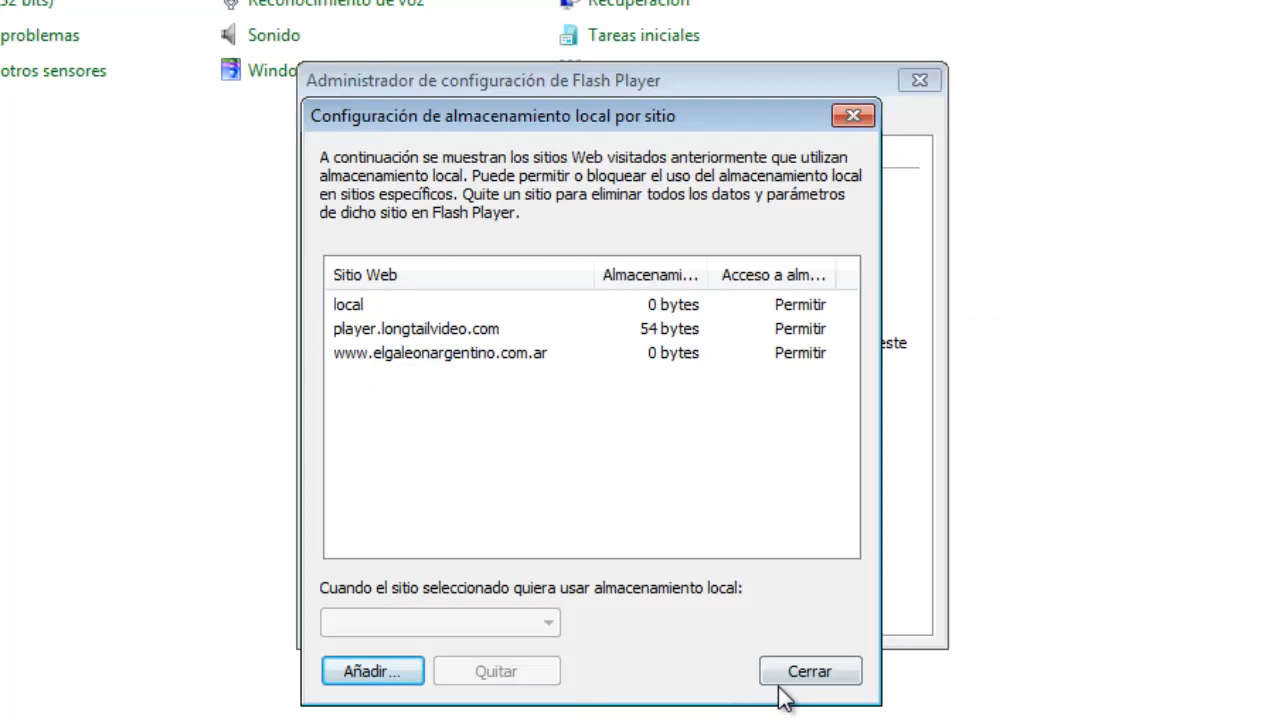 32 bits)
Reconocimiento de voz
Recuperación
problemas
Sonido
Tareas iniciales
otros sensores
Administrador de configuración de Flash Player
Configuración de almacenamiento local por sitio
A continuación se muestran los sitios Web visitados anteriormente que utilizan
almacenamiento local. Puede permitir o bloquear el uso del almacenamiento local
en sitios específicos. Quite un sitio para eliminar todos los datos y parámetros
de dicho sitio en Flash Player.
Sitio Web Almacenami... Acceso a alm...
local 0 bytes Permitir
player.longtailvideo.com 54 bytes Permitir
www.elgaleonargentino.com.ar 0 bytes Permitir
este
Cuando el sitio seleccionado quiera usar almacenamiento local:
Añadir... Quitar Cerrar